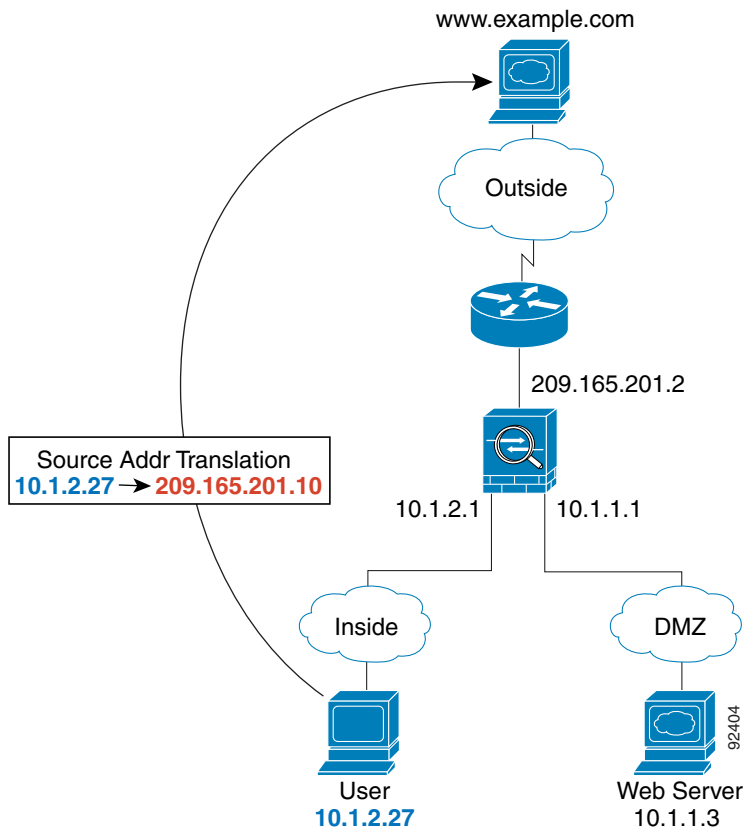 www.example.com
Outside
209.165.201.2
Source Addr Translation
10.1.2.27 209.165.201.10
10.1.2.1
10.1.1.1
Inside
DMZ
92404
User
10.1.2.27
Web Server
10.1.1.3